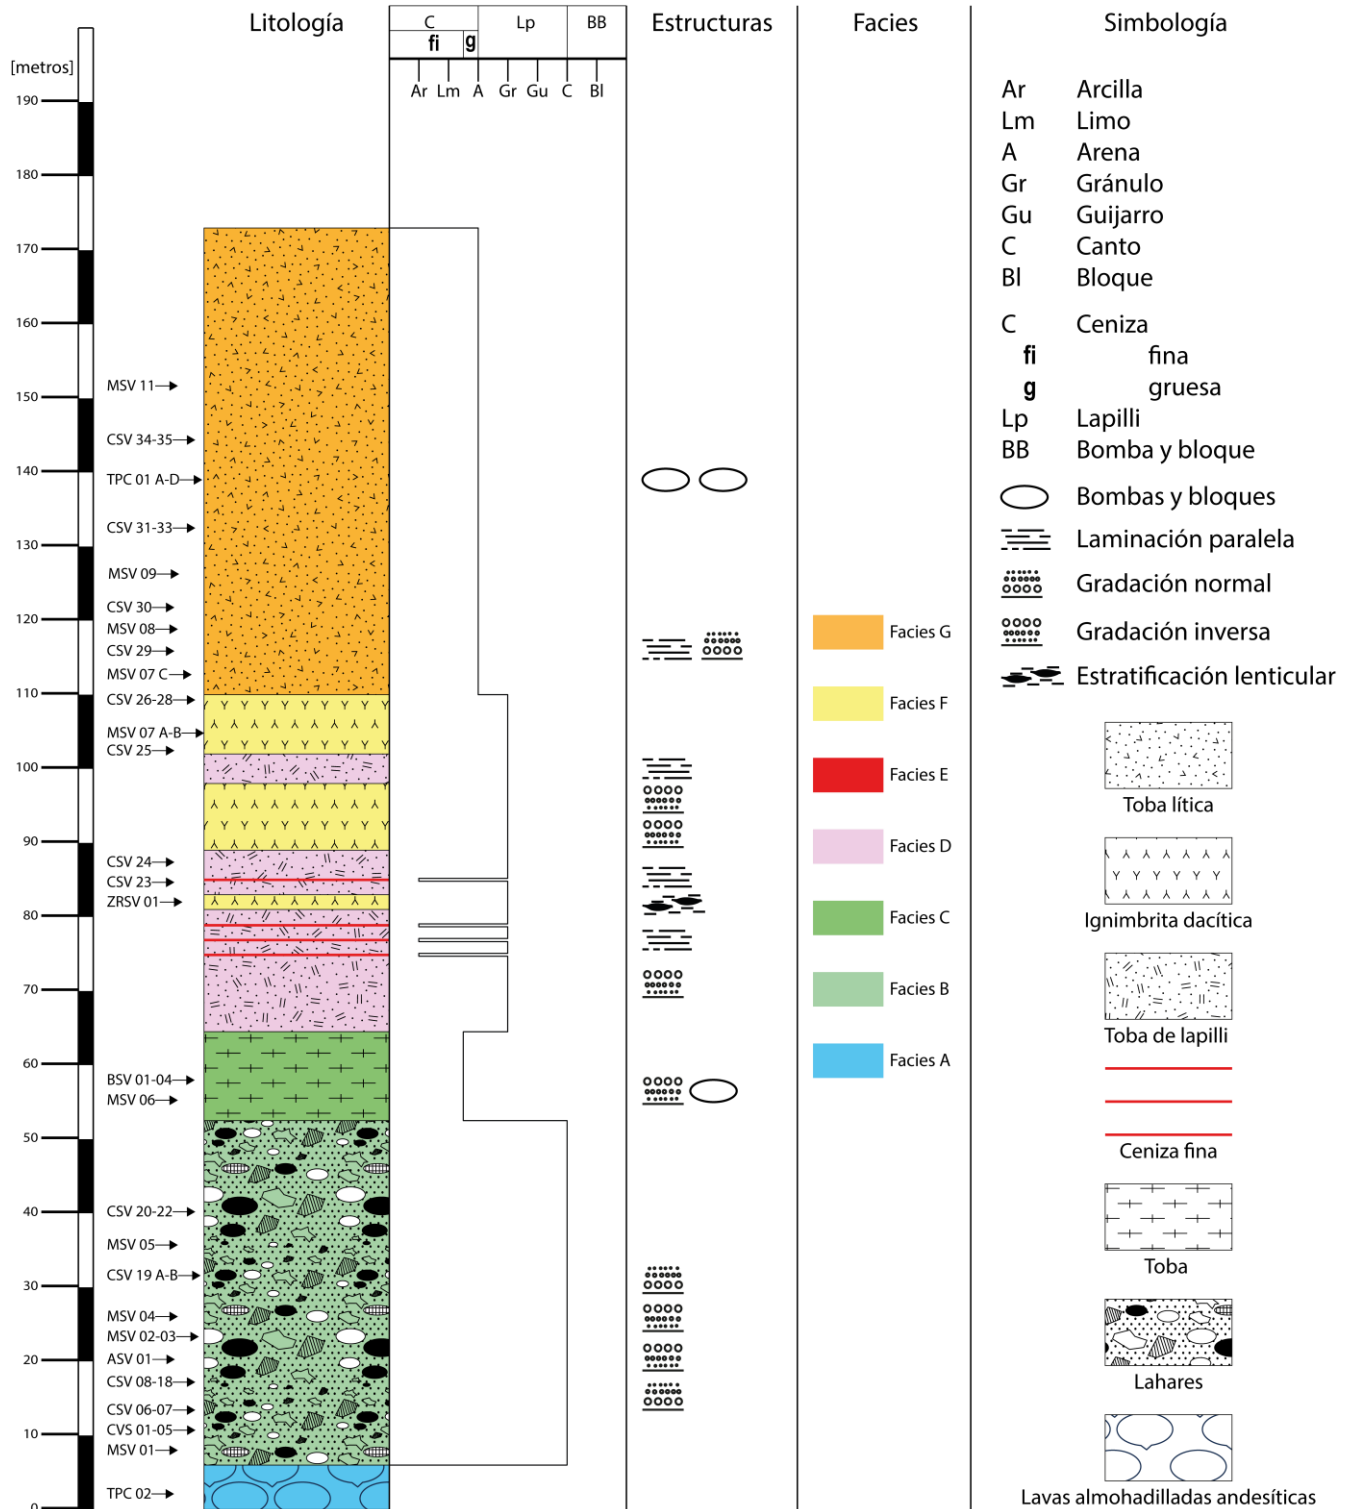 Litología
C
Lp
BB
fi
g
Ar Lm A Gr Gu C Bl
Estructuras
Facies
Simbología
[metros]
190
180
170
160
150
140
130
120
110
100
90
80
70
60
50
40
30
20
10
0
MSV 11
CSV 34-35
TPC 01 A-D
CSV 31-33
MSV 09
CSV 30
MSV 08
CSV 29
MSV 07 C
CSV 26-28
MSV 07 A-B
CSV 25
CSV 24
CSV 23
ZRSV 01
BSV 01-04
MSV 06
CSV 20-22
MSV 05
CSV 19 A-B
MSV 04
MSV 02-03
ASV 01
CSV 08-18
CSV 06-07
CVS 01-05
MSV 01
TPC 02
Facies G
Facies F
Facies E
Facies D
Facies C
Facies B
Facies A
Ar Arcilla
Lm Limo
A Arena
Gr Gránulo
Gu Guijarro
C Canto
Bl Bloque
C Ceniza
fi fina
g gruesa
Lp Lapilli
BB Bomba y bloque
Bombas y bloques
Laminación paralela
Gradación normal
Gradación inversa
Estratificación lenticular
Toba lítica
Ignimbrita dacítica
Toba de lapilli
Ceniza fina
Toba
Lahares
Lavas almohadilladas andesíticas